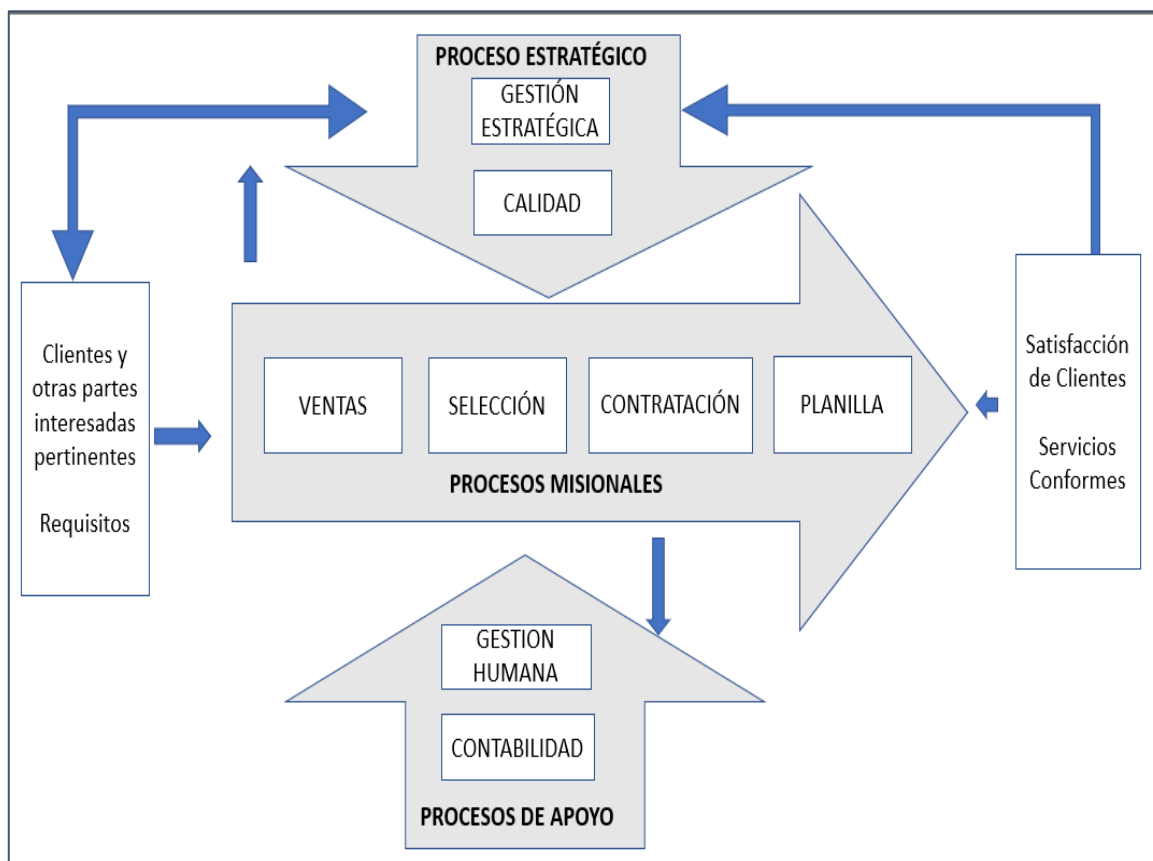 PROCESO ESTRATÉGICO
GESTIÓN
ESTRATÉGICA
CALIDAD
Clientes y
otras partes
interesadas
pertinentes
Requisitos
VENTAS
SELECCIÓN
CONTRATACIÓN
PLANILLA
PROCESOS MISIONALES
Satisfacción
de Clientes
Servicios
Conformes
GESTION
HUMANA
CONTABILIDAD
PROCESOS DE APOYO